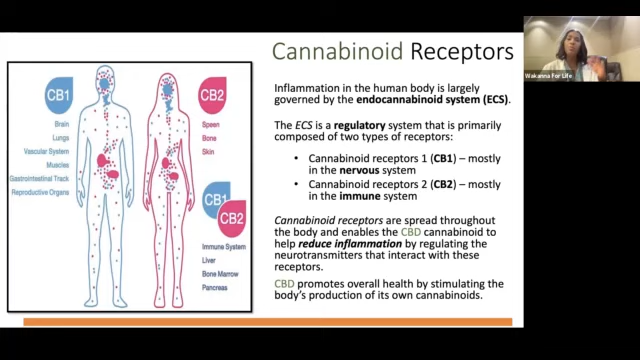 Cannabinoid Receptors
Wakanna For Life
CB1
Brain
Lungs
Vascular System
Muscles
Gastrointestinal Track
Reproductive Organs
CB2
Speen
Bone
Skin
CB1
CB2
Immune System
Liver
Bone Marrow
Pancreas
Inflammation in the human body is largely
governed by the endocannabinoid system (ECS).
The ECS is a regulatory system that is primarily
composed of two types of receptors:
• Cannabinoid receptors 1 (CB1) – mostly
in the nervous system
• Cannabinoid receptors 2 (CB2) – mostly
in the immune system
Cannabinoid receptors are spread throughout
the body and enables the CBD cannabinoid to
help reduce inflammation by regulating the
neurotransmitters that interact with these
receptors.
CBD promotes overall health by stimulating the
body's production of its own cannabinoids.